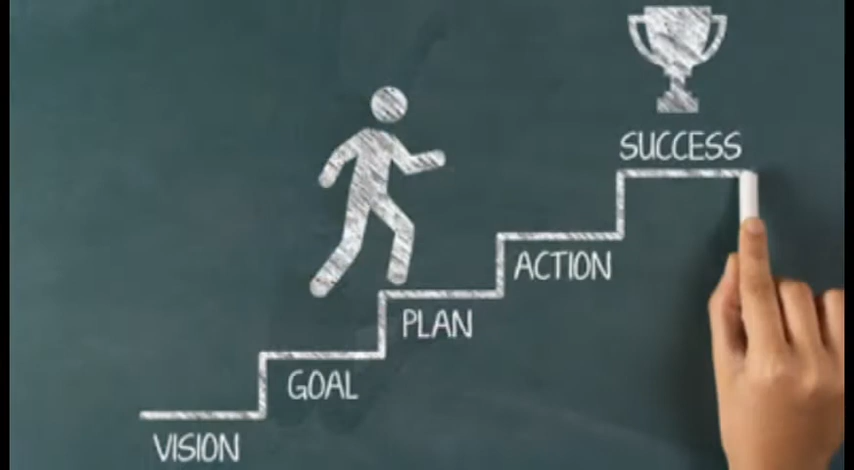 VISION
GOAL
PLAN
ACTION
SUCCESS